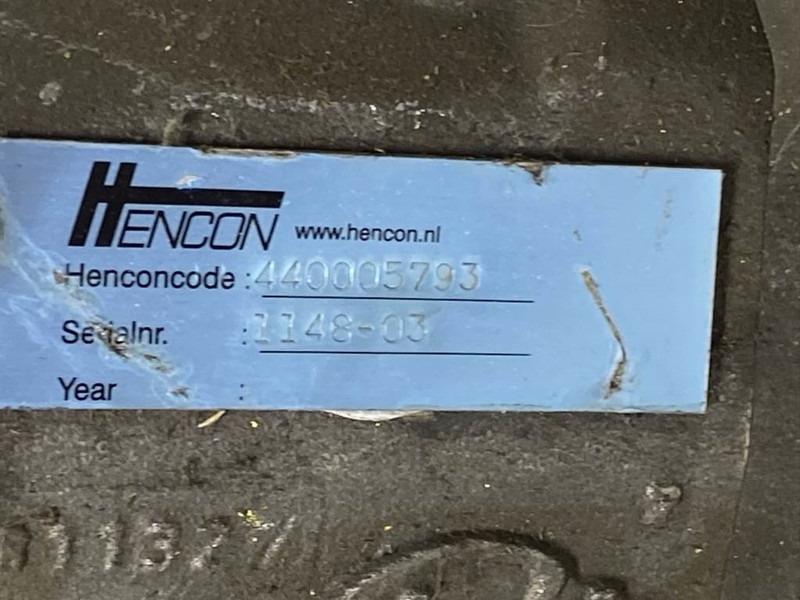 HENCON www.hencon.nl
Henconcode : 440005793
Serialnr. : 1148-03
Year :